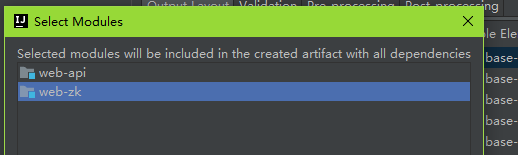 Output Layout Validation Pre-processing Post-processing
Select Modules
Selected modules will be included in the created artifact with all dependencies
web-api
web-zk
ble Ele
base-
base-
base-
base-
base-